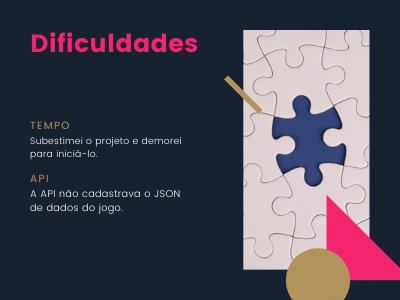 Dificuldades
TEMPO
Subestimei o projeto e demorei
para iniciá-lo.
API
A API não cadastrava o JSON
de dados do jogo.